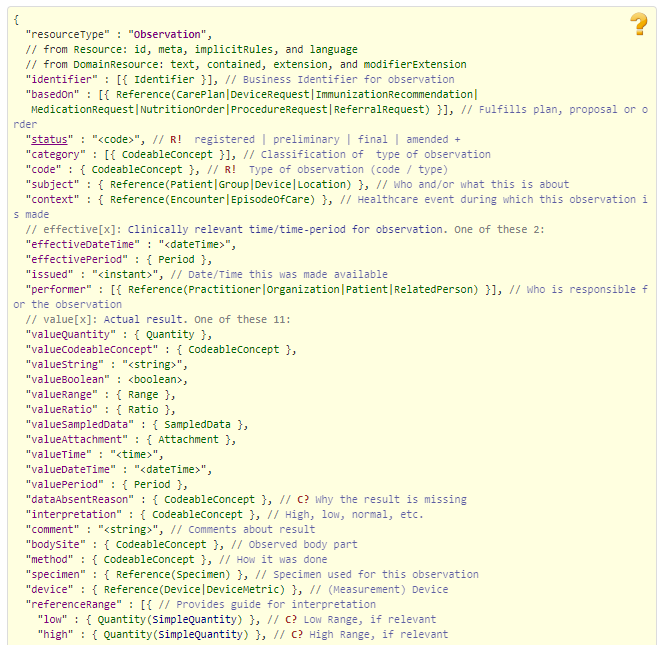 {
"resourceType" : "Observation",
// from Resource: id, meta, implicitRules, and language
// from DomainResource: text, contained, extension, and modifierExtension
"identifier" : [{ Identifier }], // Business Identifier for observation
"basedOn" : [{ Reference(CarePlan|DeviceRequest|ImmunizationRecommendation|
MedicationRequest|NutritionOrder|ProcedureRequest|ReferralRequest) }], // Fulfills plan, proposal or o
rder
"status" : "<code>", // R!  registered | preliminary | final | amended +
"category" : [{ CodeableConcept }], // Classification of  type of observation
"code" : { CodeableConcept }, // R!  Type of observation (code / type)
"subject" : { Reference(Patient|Group|Device|Location) }, // Who and/or what this is about
"context" : { Reference(Encounter|EpisodeOfCare) }, // Healthcare event during which this observation i
s made
// effective[x]: Clinically relevant time/time-period for observation. One of these 2:
"effectiveDateTime" : "<dateTime>",
"effectivePeriod" : { Period },
"issued" : "<instant>", // Date/Time this was made available
"performer" : [{ Reference(Practitioner|Organization|Patient|RelatedPerson) }], // Who is responsible f
or the observation
// value[x]: Actual result. One of these 11:
"valueQuantity" : { Quantity },
"valueCodeableConcept" : { CodeableConcept },
"valueString" : "<string>",
"valueBoolean" : <boolean>,
"valueRange" : { Range },
"valueRatio" : { Ratio },
"valueSampledData" : { SampledData },
"valueAttachment" : { Attachment },
"valueTime" : "<time>",
"valueDateTime" : "<dateTime>",
"valuePeriod" : { Period },
"dataAbsentReason" : { CodeableConcept }, // C? Why the result is missing
"interpretation" : { CodeableConcept }, // High, low, normal, etc.
"comment" : "<string>", // Comments about result
"bodySite" : { CodeableConcept }, // Observed body part
"method" : { CodeableConcept }, // How it was done
"specimen" : { Reference(Specimen) }, // Specimen used for this observation
"device" : { Reference(Device|DeviceMetric) }, // (Measurement) Device
"referenceRange" : [{ // Provides guide for interpretation
"low" : { Quantity(SimpleQuantity) }, // C? Low Range, if relevant
"high" : { Quantity(SimpleQuantity) }, // C? High Range, if relevant